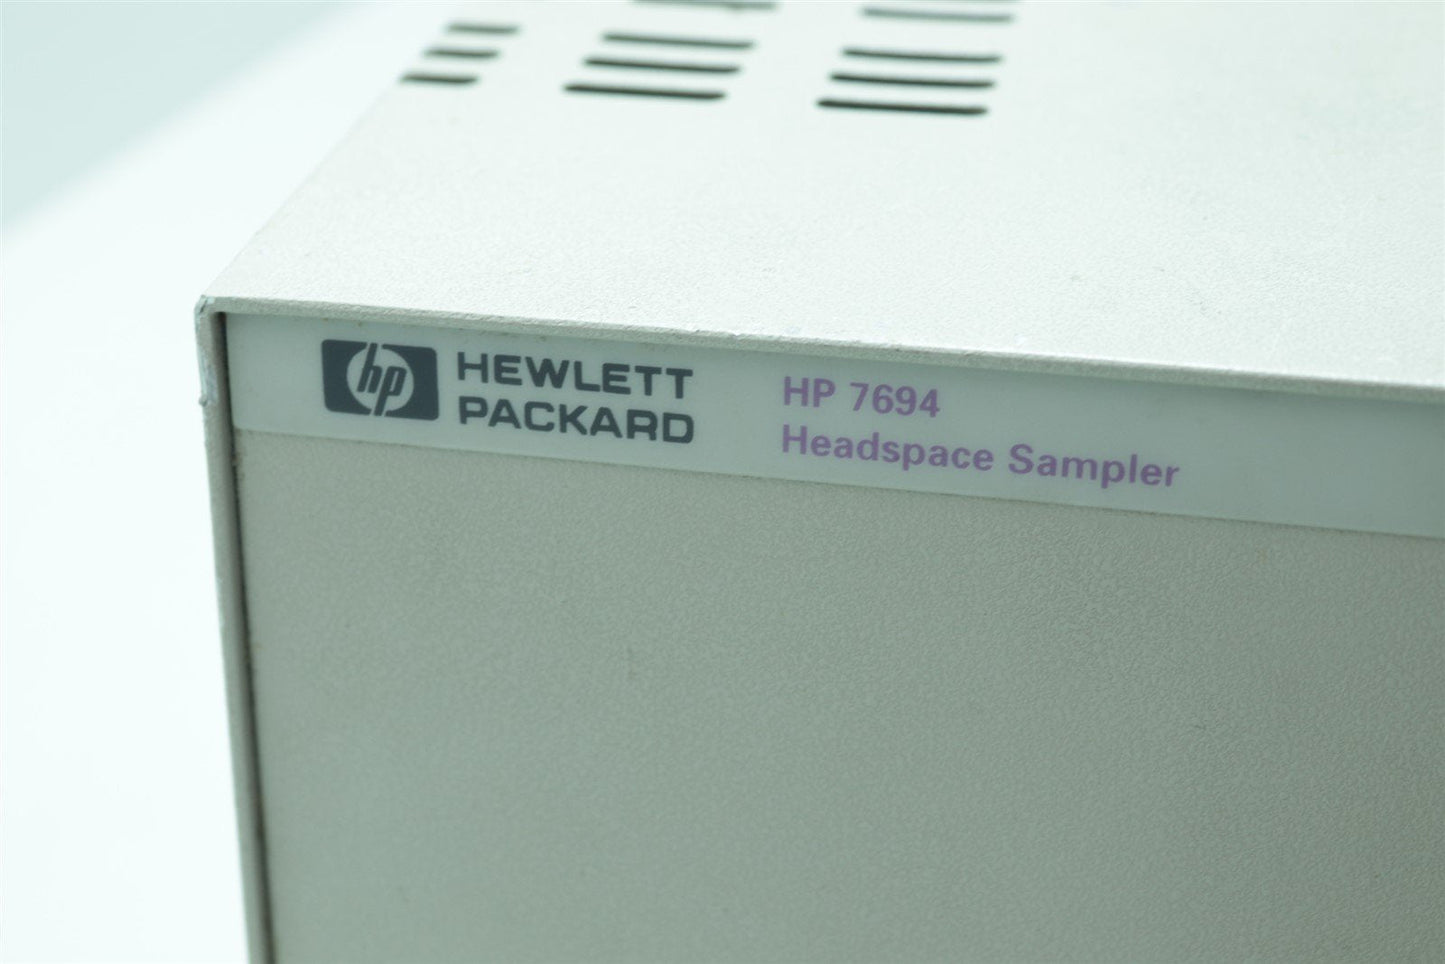 hp
HEWLETT
PACKARD
HP 7694
Headspace Sampler